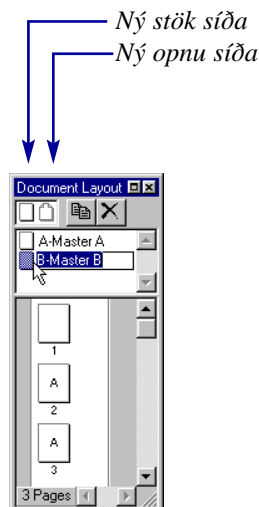 Ný stök síða
Ný opnu síða
Document Layout
A-Master A
B-Master B
1
A
2
A
3
3 Pages